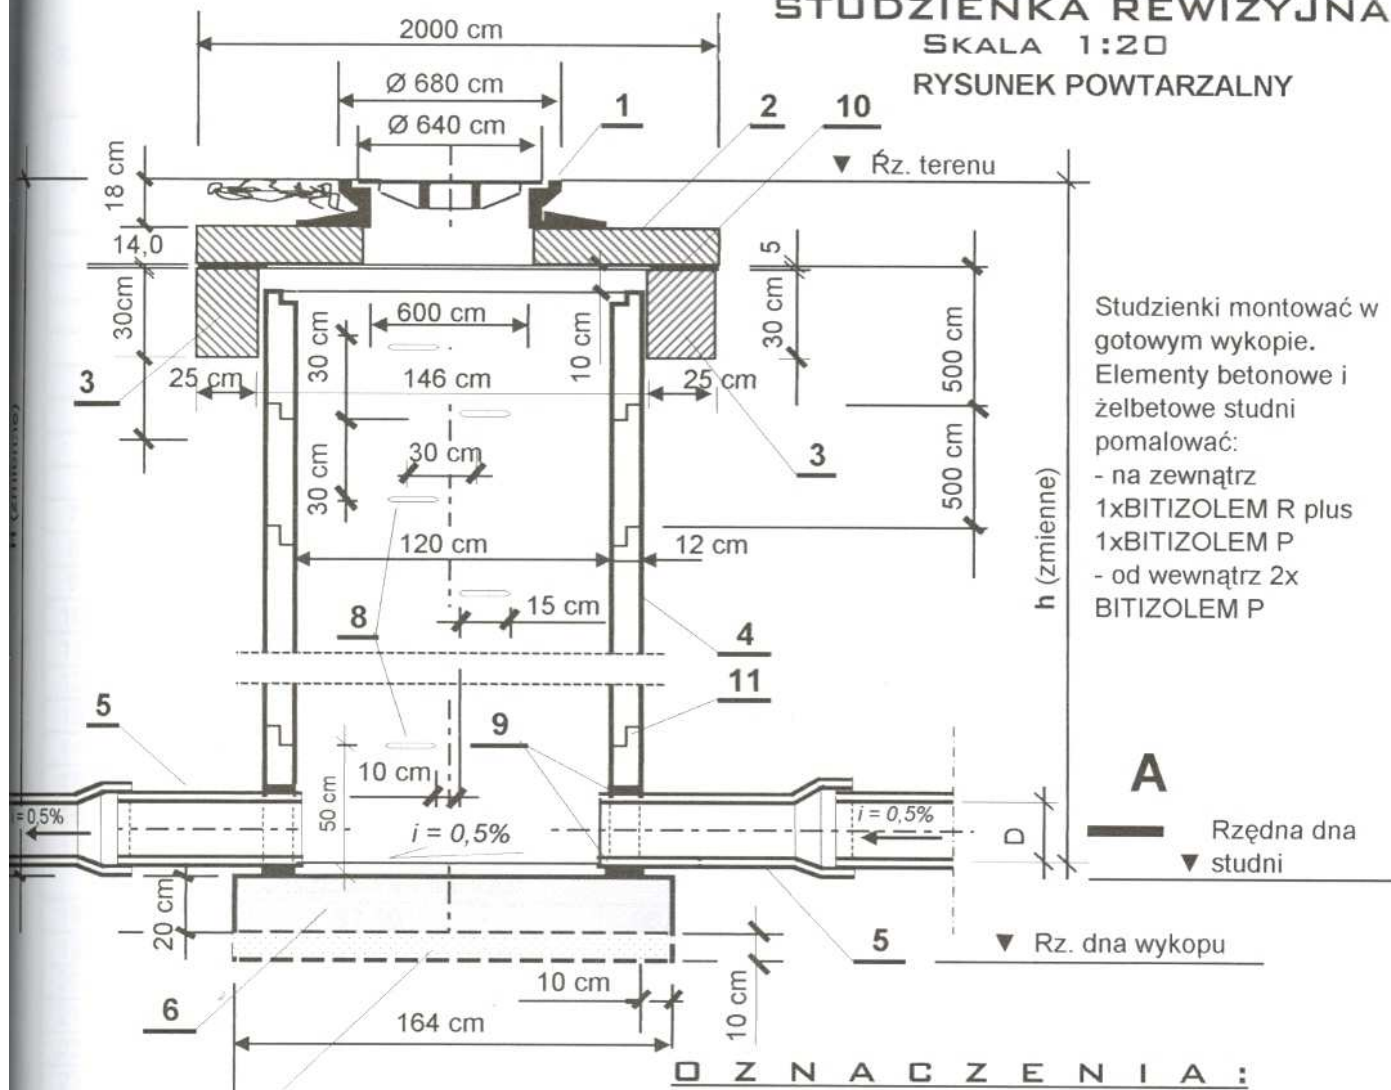 STUDZIENKA REWIZYJNA
SKALA 1:20
RYSUNEK POWTARZALNY
2000 cm
Ø 680 cm
Ø 640 cm
1
2
10
Rz. terenu
18 cm
14,0
5
30cm
30 cm
600 cm
10 cm
30 cm
500 cm
3
25 cm
146 cm
25 cm
30 cm
30 cm
3
500 cm
120 cm
12 cm
15 cm
8
4
11
h (zmienne)
Studzienki montować w
gotowym wykopie.
Elementy betonowe i
żelbetowe studni
pomalować:
- na zewnątrz
1xBITIZOLEM R plus
1xBITIZOLEM P
- od wewnątrz 2x
BITIZOLEM P
5
9
10 cm
50 cm
i = 0,5%
i = 0,5%
i = 0,5%
D
A
Rzędna dna
studni
20 cm
5
Rz. dna wykopu
6
10 cm
10 cm
164 cm
OZNACZENIA: